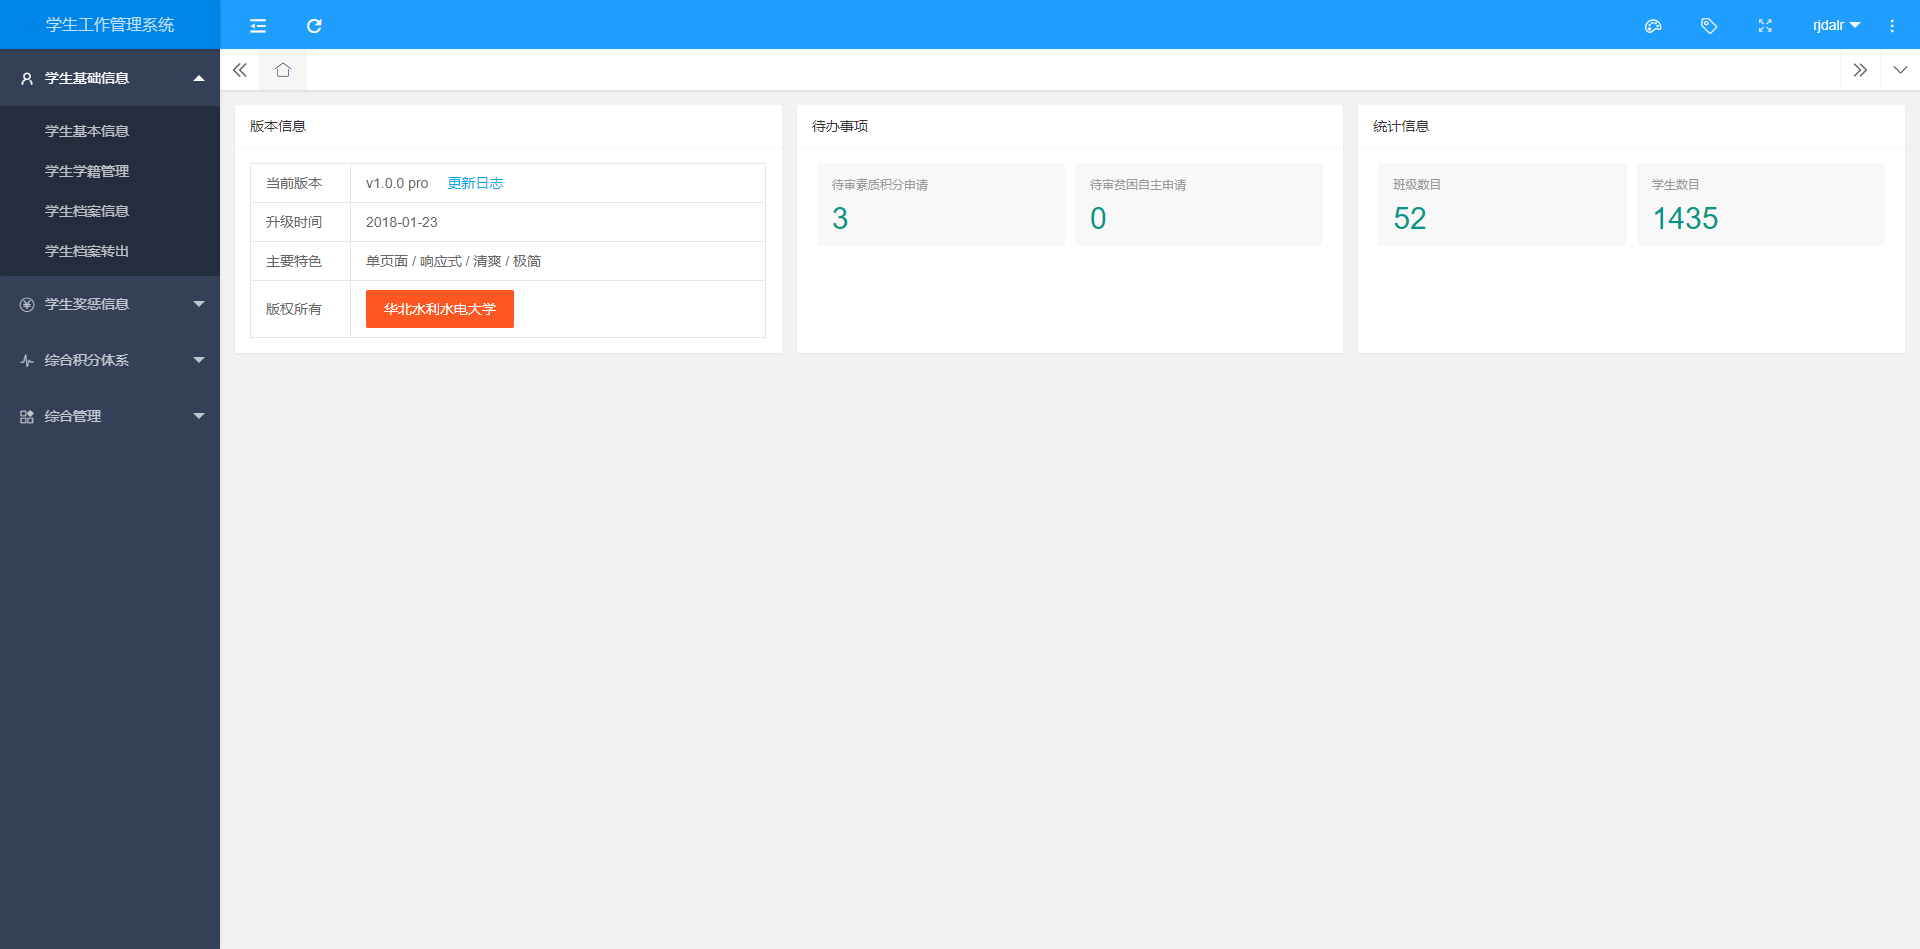 学生工作管理系统
rjdalr
学生基础信息
学生基本信息
学生学籍管理
学生档案信息
学生档案转出
学生奖惩信息
综合积分体系
综合管理
版本信息
当前版本 v1.0.0 pro 更新日志
升级时间 2018-01-23
主要特色 单页面 / 响应式 / 清爽 / 极简
版权所有 华北水利水电大学
待办事项
待审素质积分申请
3
待审贫困自主申请
0
统计信息
班级数目
52
学生数目
1435